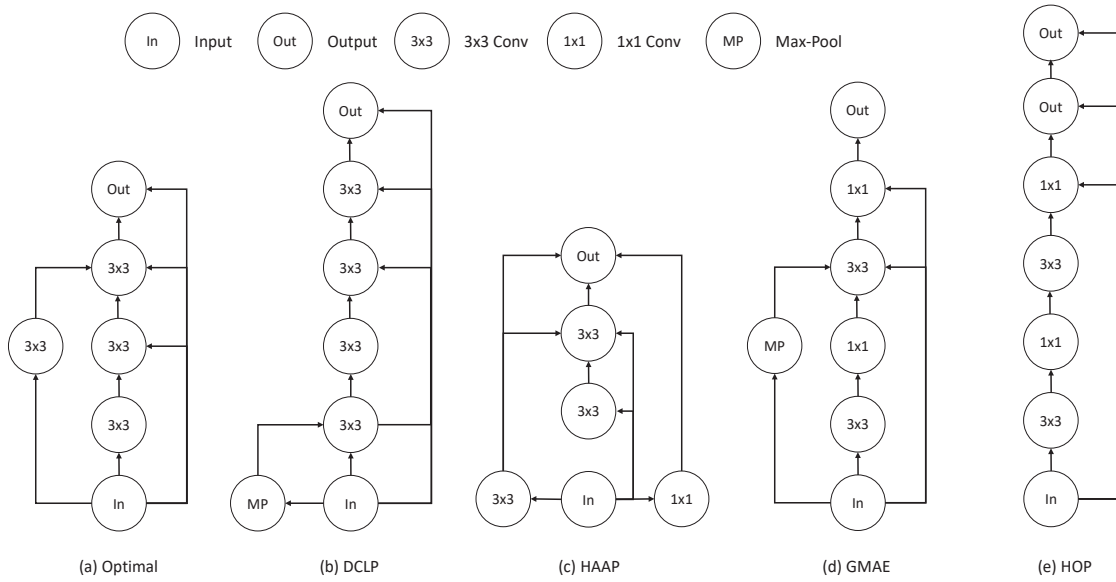 In Input Out Output 3x3 3x3 Conv 1x1 1x1 Conv MP Max-Pool
Out
3x3
3x3
3x3
3x3
In
(a) Optimal
Out
3x3
3x3
3x3
3x3
MP
In
(b) DCLP
Out
3x3
3x3
3x3
In
1x1
(c) HAAP
Out
1x1
3x3
MP
1x1
3x3
In
(d) GMAE
Out
Out
1x1
3x3
1x1
3x3
In
(e) HOP